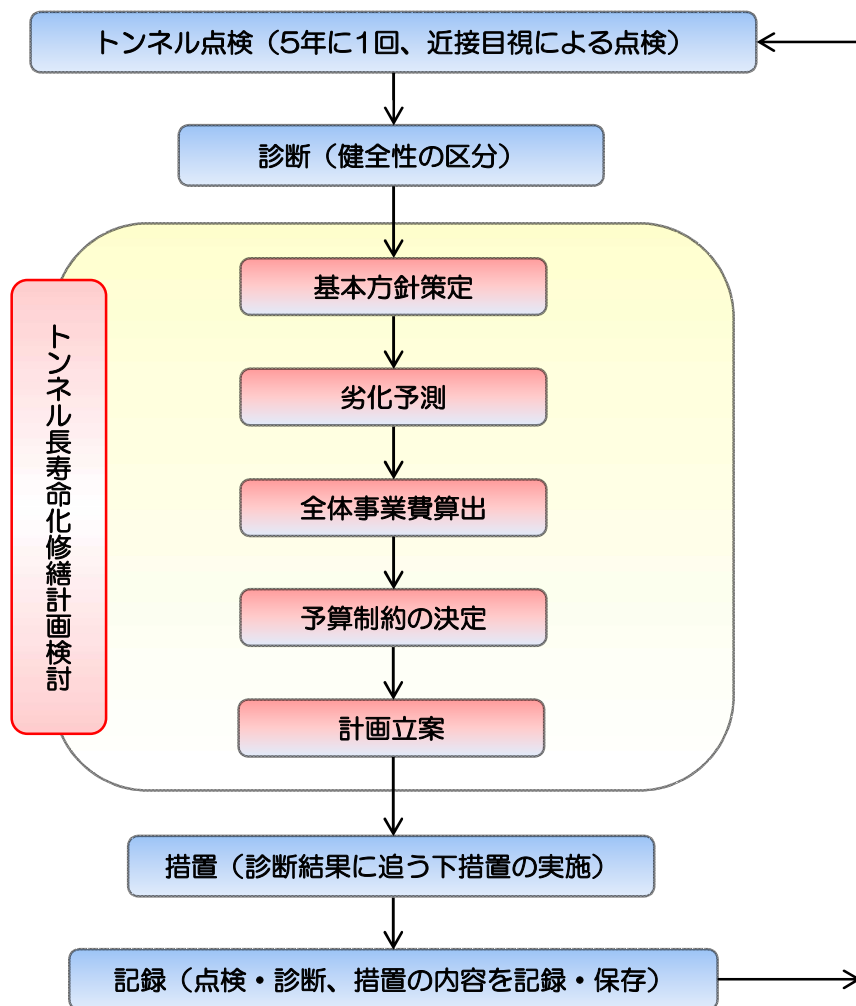 トンネル点検（5年に1回、近接目視による点検）
診断（健全性の区分）
トンネル長寿命化修繕計画検討
基本方針策定
劣化予測
全体事業費算出
予算制約の決定
計画立案
措置（診断結果に追う下措置の実施）
記録（点検・診断、措置の内容を記録・保存）